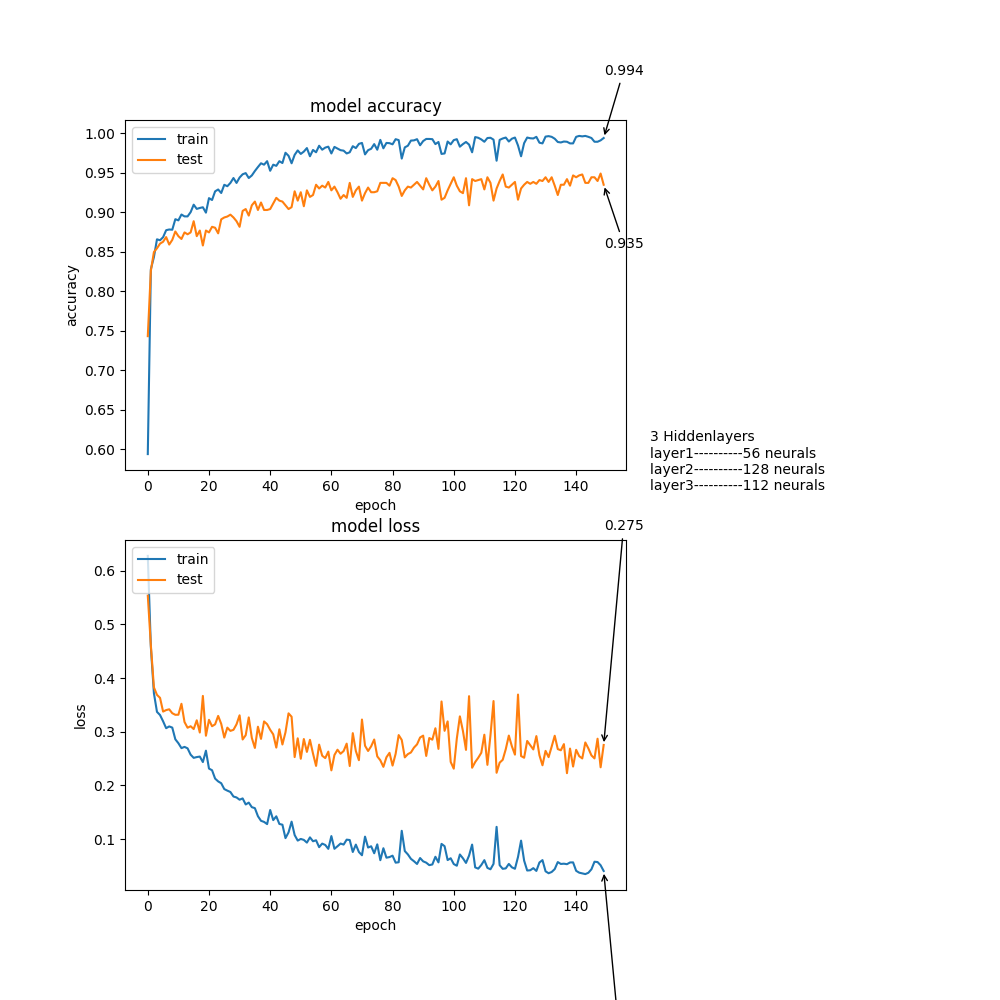 0.994
model accuracy
train
test
1.00
0.95
0.90
0.85
0.80
0.75
0.70
0.65
0.60
accuracy
0.935
0 20 40 60 80 100 120 140
epoch
3 Hiddenlayers
layer1----------56 neurals
layer2----------128 neurals
layer3----------112 neurals
model loss
0.275
train
test
0.6
0.5
0.4
0.3
0.2
0.1
loss
0 20 40 60 80 100 120 140
epoch